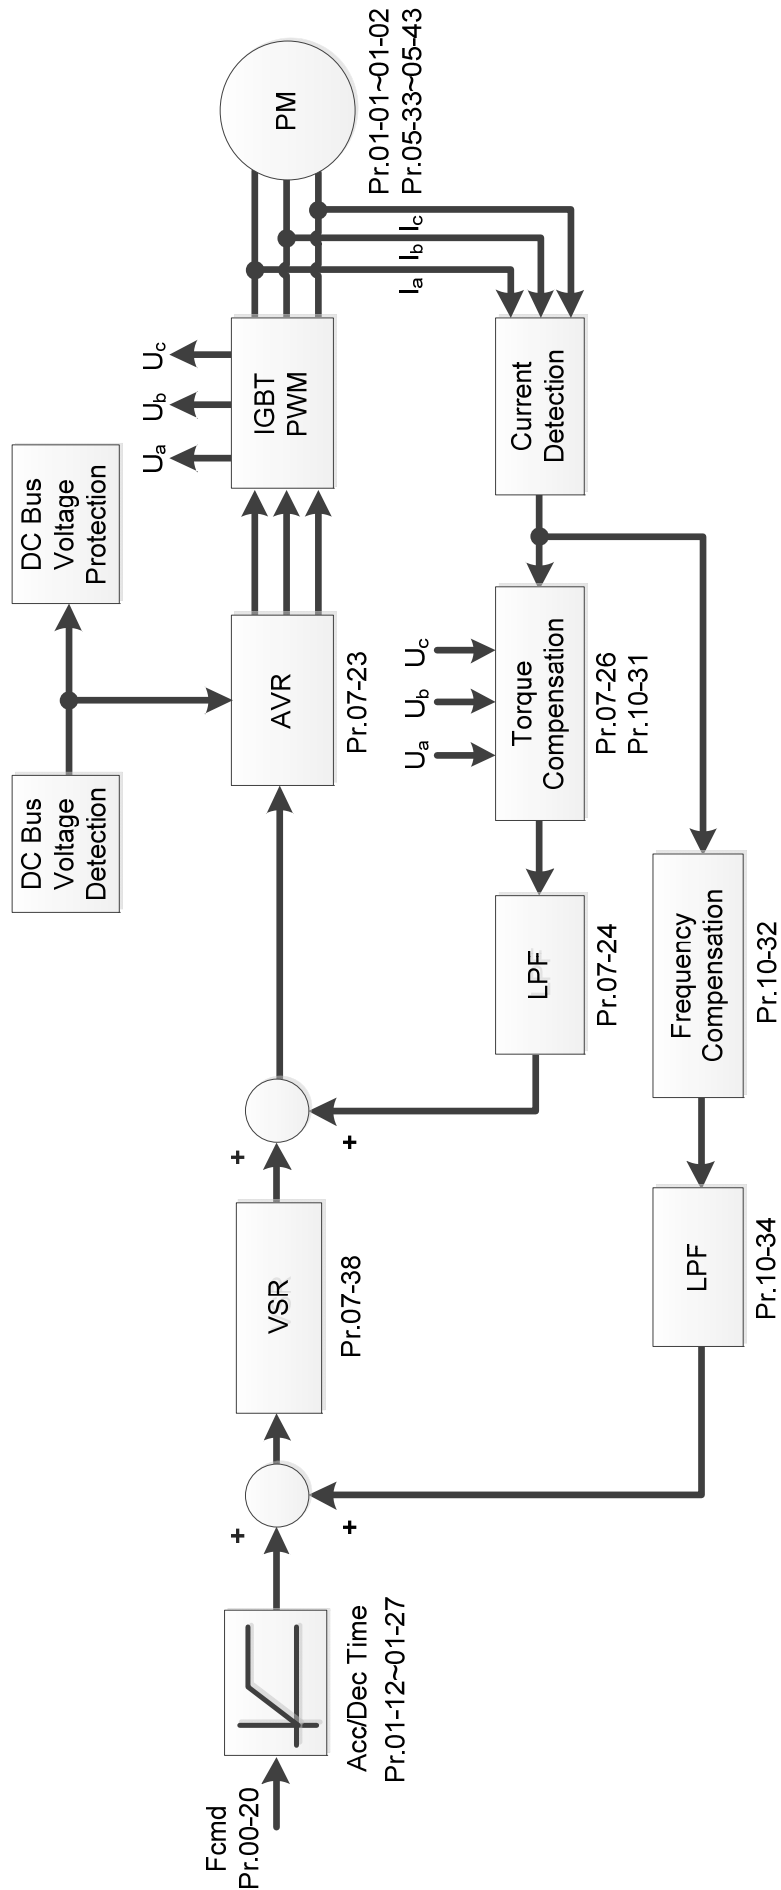 DC Bus
Voltage
Detection
DC Bus
Voltage
Protection
Fcmd
Pr.00-20
Acc/Dec Time
Pr.01-12~01-27
+
+
VSR
Pr.07-38
+
+
AVR
Pr.07-23
Ua
Ub
Uc
IGBT
PWM
PM
Pr.01-01~01-02
Pr.05-33~05-43
Ia
Ib
Ic
LPF
Pr.07-24
Ua
Ub
Uc
Torque
Compensation
Pr.07-26
Pr.10-31
Current
Detection
LPF
Pr.10-34
Frequency
Compensation
Pr.10-32